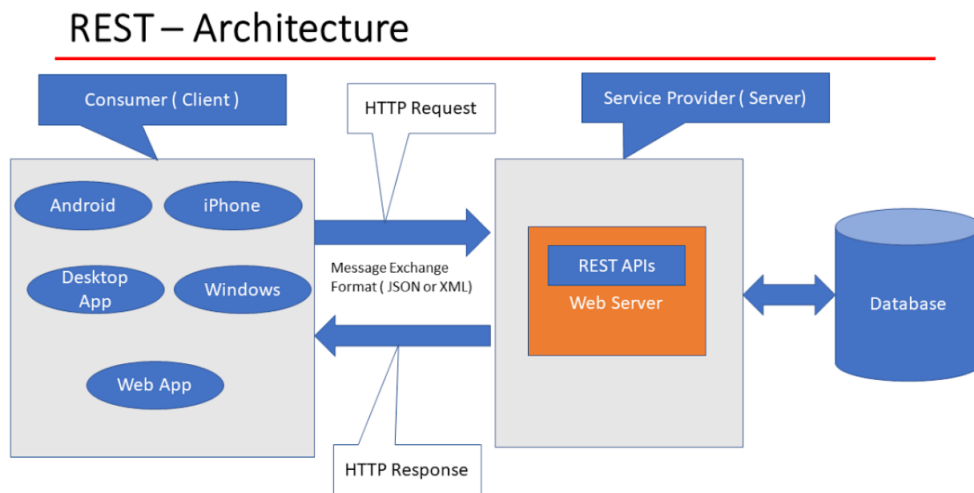 REST – Architecture
Consumer ( Client )
HTTP Request
Service Provider ( Server)
Android
iPhone
Desktop
App
Windows
Web App
Message Exchange
Format ( JSON or XML)
HTTP Response
REST APIs
Web Server
Database